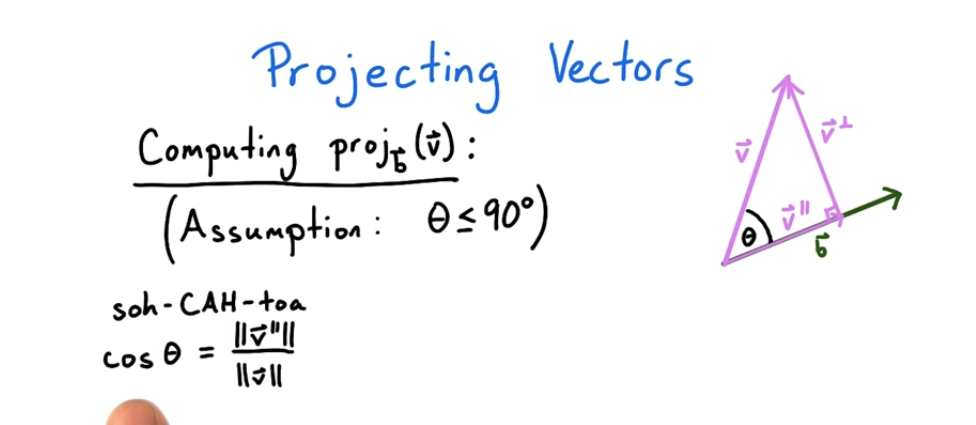 Projecting Vectors
Computing proj_b⃗(v⃗):
(Assumption: θ ≤ 90°)
soh-CAH-toa
cos θ = ‖v⃗^∥‖ / ‖v⃗‖
v⃗
v⃗^⊥
v⃗^∥
θ
b⃗